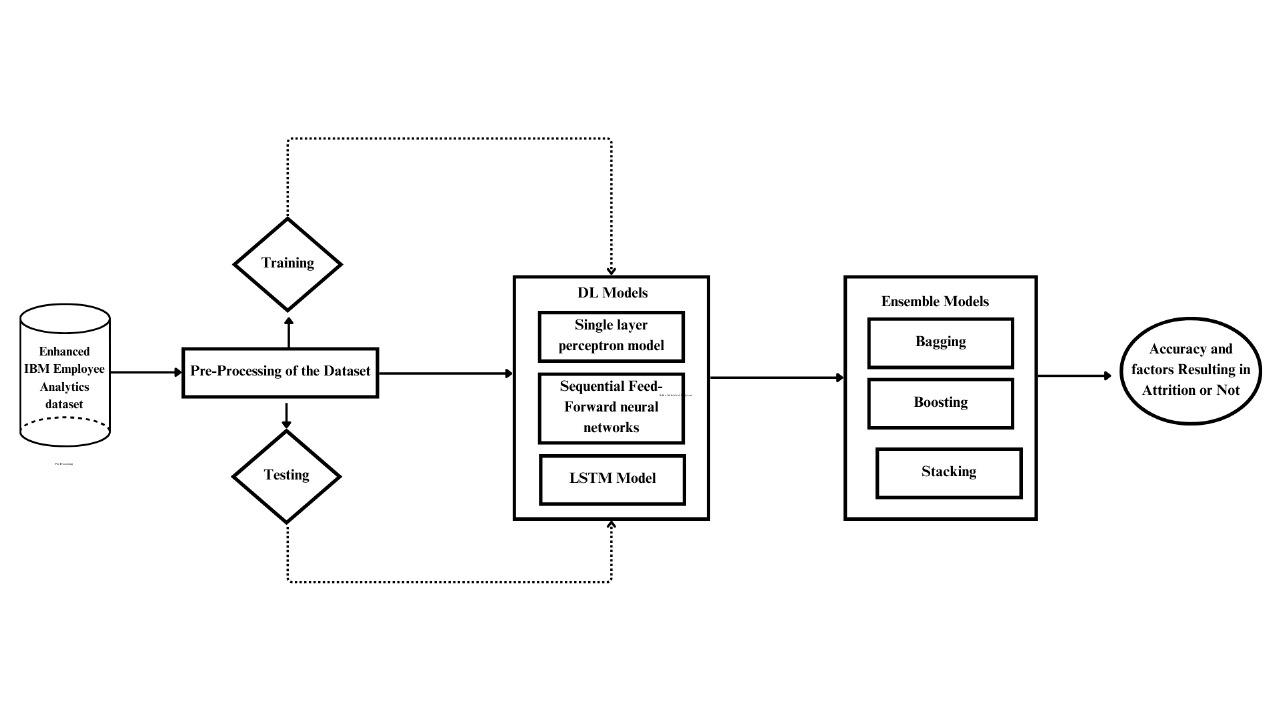 Enhanced
IBM Employee
Analytics
dataset
Pre-Processing of the Dataset
Training
Testing
DL Models
Single layer
perceptron model
Sequential Feed-
Forward neural
networks
LSTM Model
Ensemble Models
Bagging
Boosting
Stacking
Accuracy and
factors Resulting in
Attrition or Not